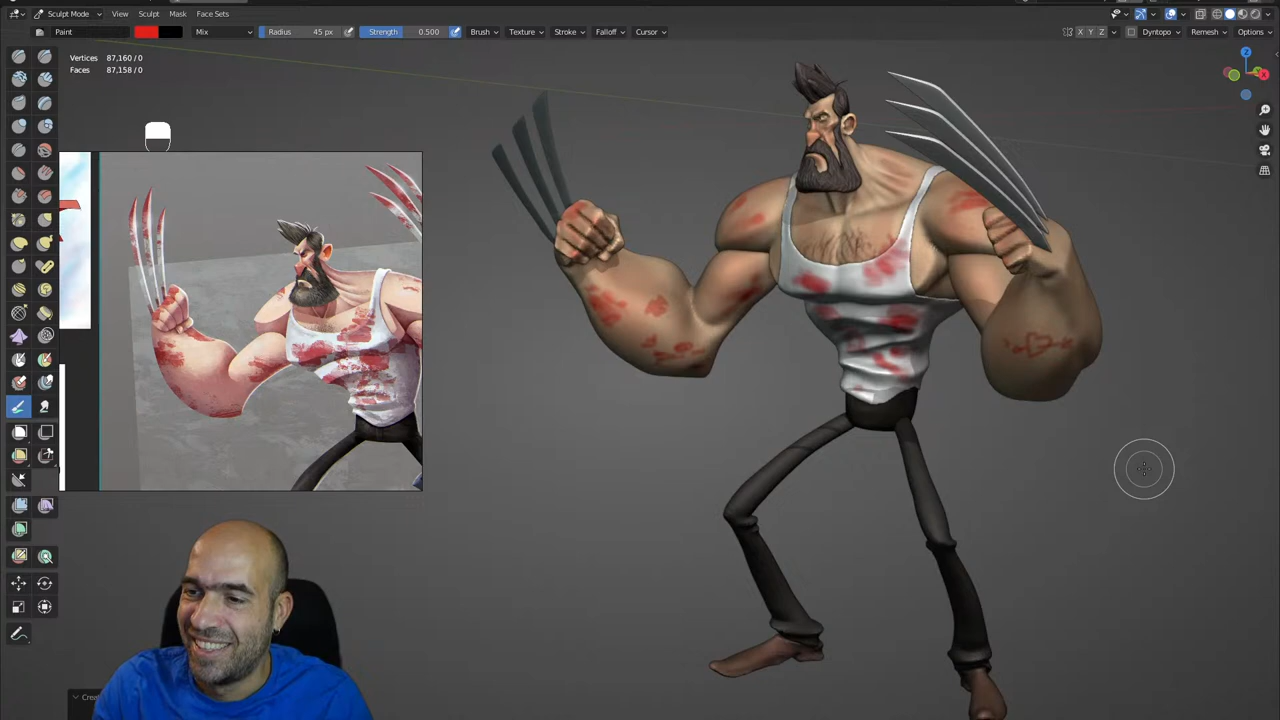 Sculpt Mode View Sculpt Mask Face Sets
Paint Mix Radius 45 px Strength 0.500 Brush Texture Stroke Falloff Cursor X Y Z Dyntopo Remesh Options
Vertices 87,160 / 0
Faces 87,158 / 0
Z